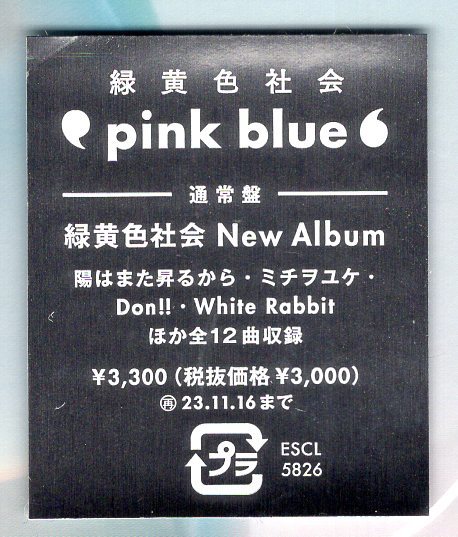 緑黄色社会
pink blue
通常盤
緑黄色社会 New Album
陽はまた昇るから・ミチヲユケ・
Don!!・White Rabbit
ほか全12曲収録
¥3,300(税抜価格 ¥3,000)
㊞23.11.16まで
プラ
ESCL
5826